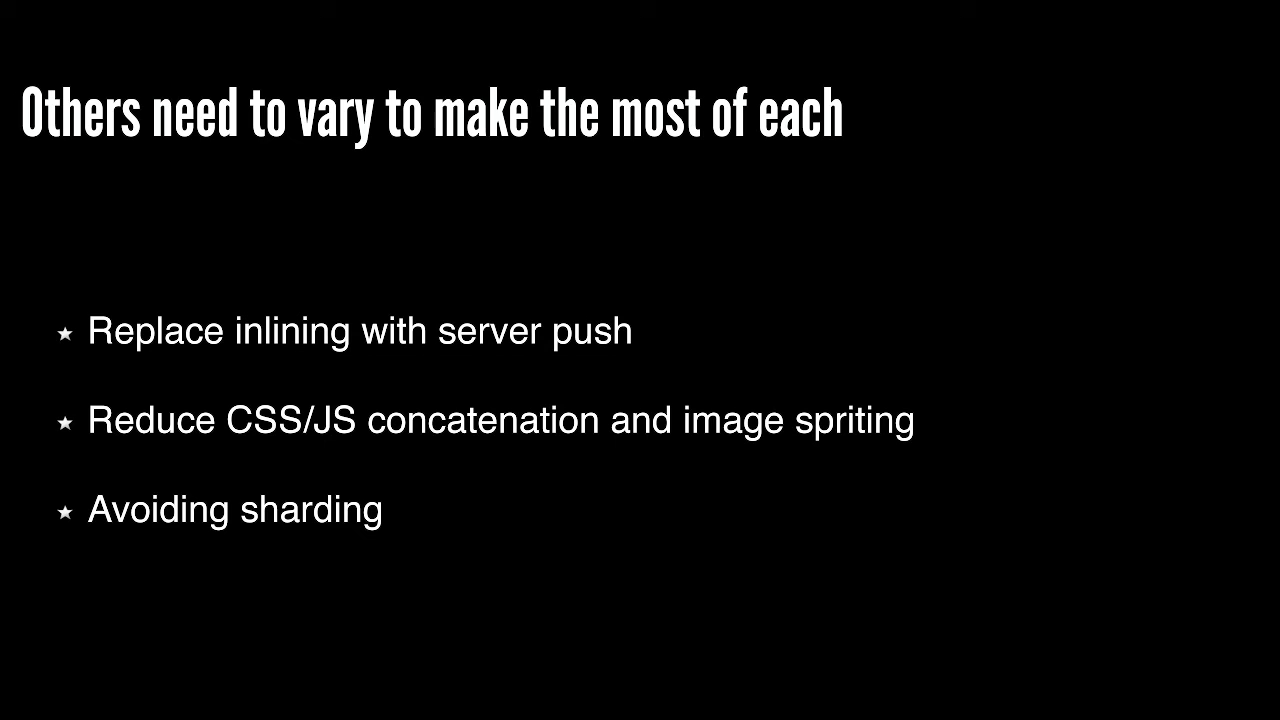 Others need to vary to make the most of each
★ Replace inlining with server push
★ Reduce CSS/JS concatenation and image spriting
★ Avoiding sharding